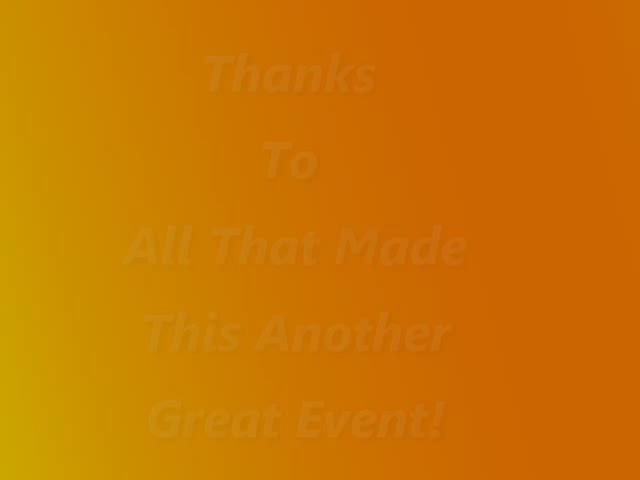 Thanks
To
All That Made
This Another
Great Event!